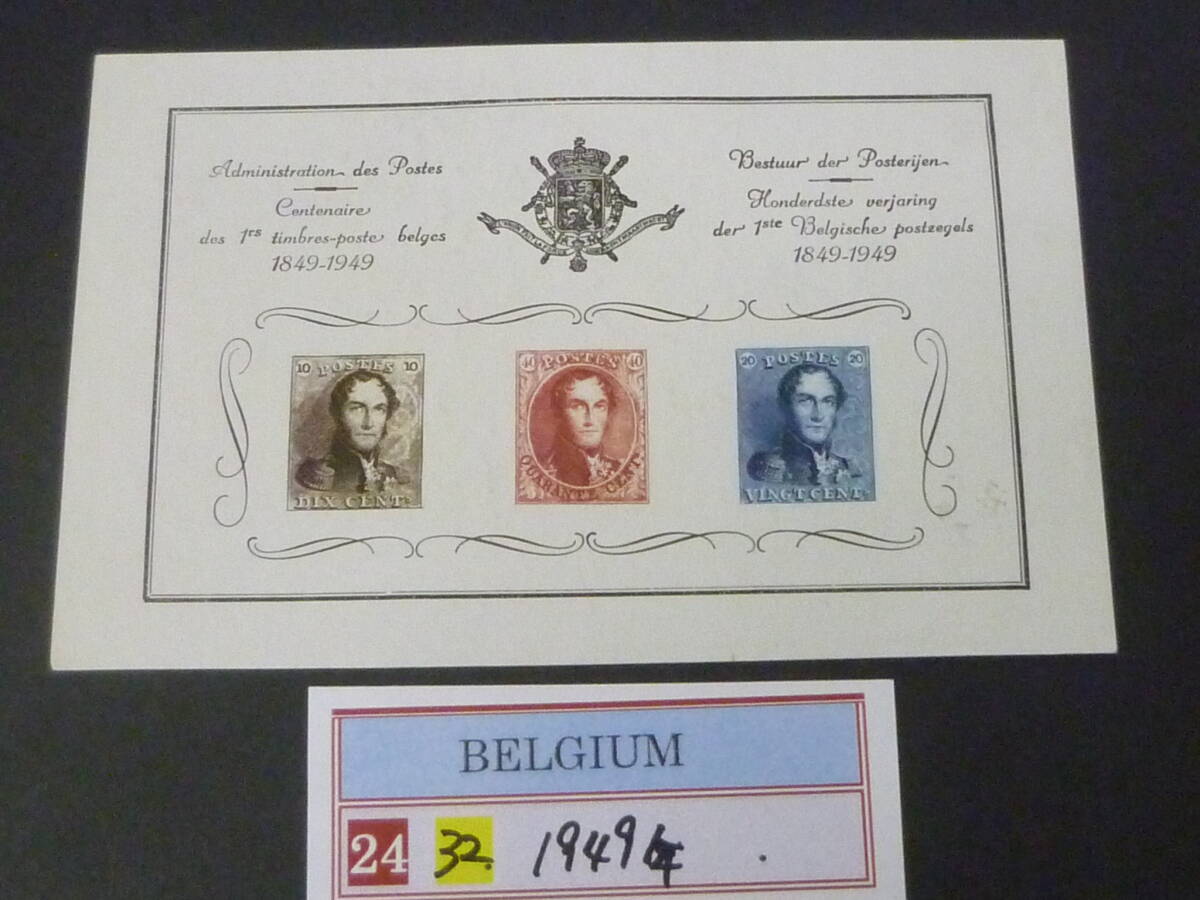 Administration des Postes
Centenaire
des 1rs timbres-poste belges
1849-1949
Bestuur der Posterijen
Honderdste verjaring
der 1ste Belgische postzegels
1849-1949
10 POSTES 10
DIX CENTS
40 POSTES 40
QUARANTE CENTS
20 POSTES 20
VINGT CENTS
BELGIUM
24 32. 1949年